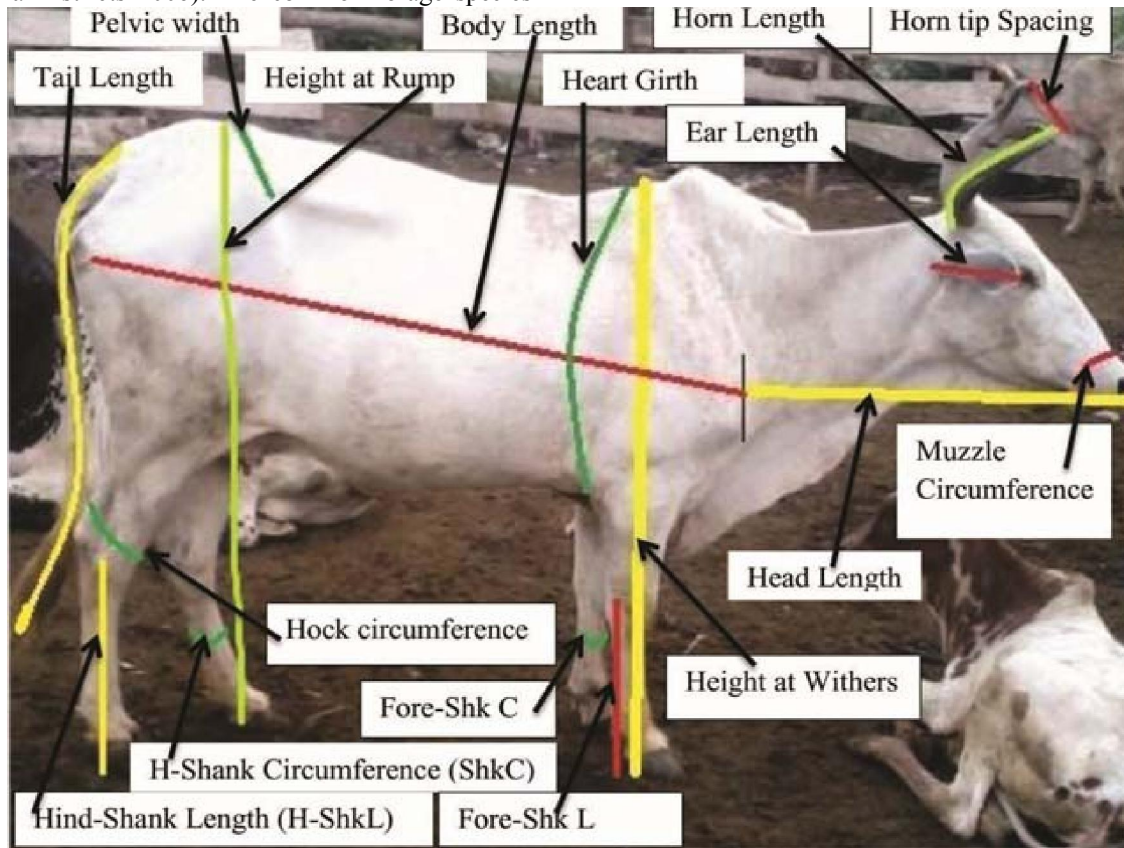 Pelvic width
Body Length
Horn Length
Horn tip Spacing
Tail Length
Height at Rump
Heart Girth
Ear Length
Muzzle
Circumference
Head Length
Hock circumference
Height at Withers
Fore-Shk C
H-Shank Circumference (ShkC)
Hind-Shank Length (H-ShkL)
Fore-Shk L